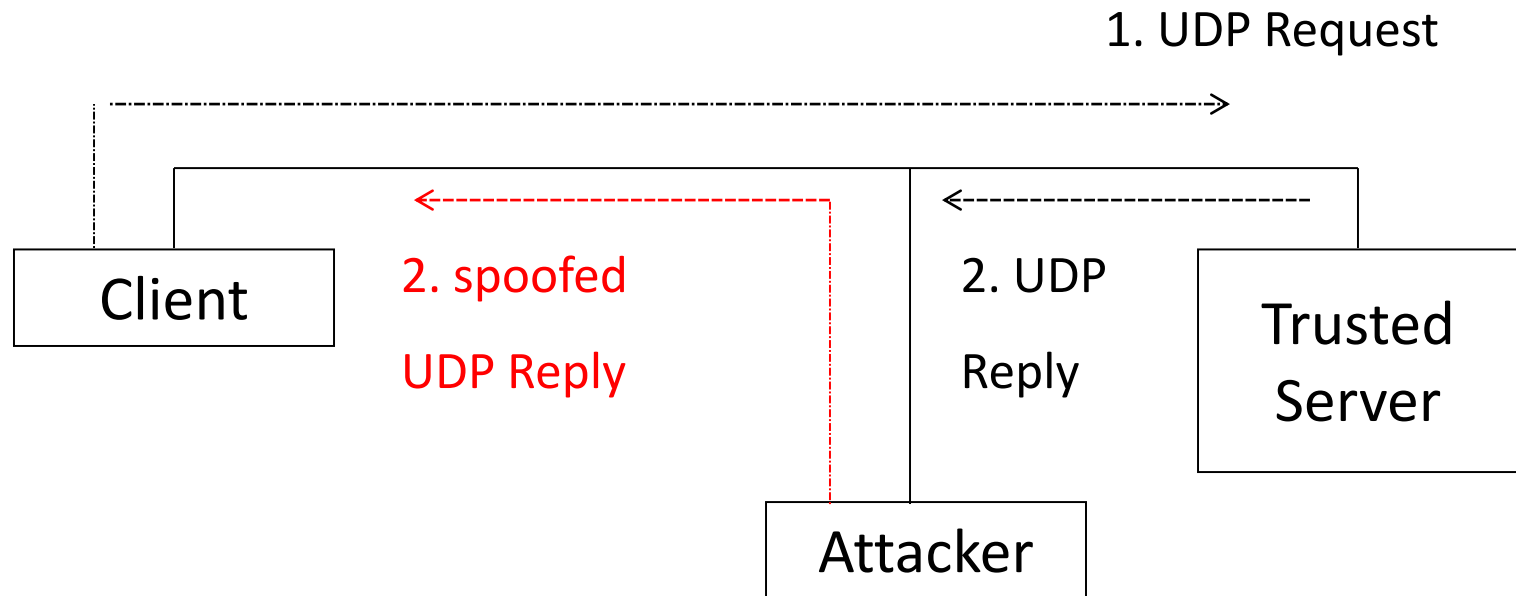 1. UDP Request
Client
2. spoofed
UDP Reply
2. UDP
Reply
Trusted
Server
Attacker